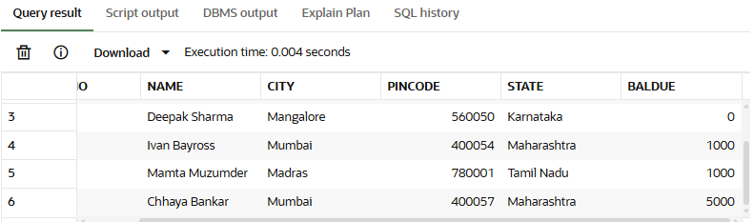 Query result Script output DBMS output Explain Plan SQL history
Download Execution time: 0.004 seconds
O NAME CITY PINCODE STATE BALDUE
3 Deepak Sharma Mangalore 560050 Karnataka 0
4 Ivan Bayross Mumbai 400054 Maharashtra 1000
5 Mamta Muzumder Madras 780001 Tamil Nadu 1000
6 Chhaya Bankar Mumbai 400057 Maharashtra 5000